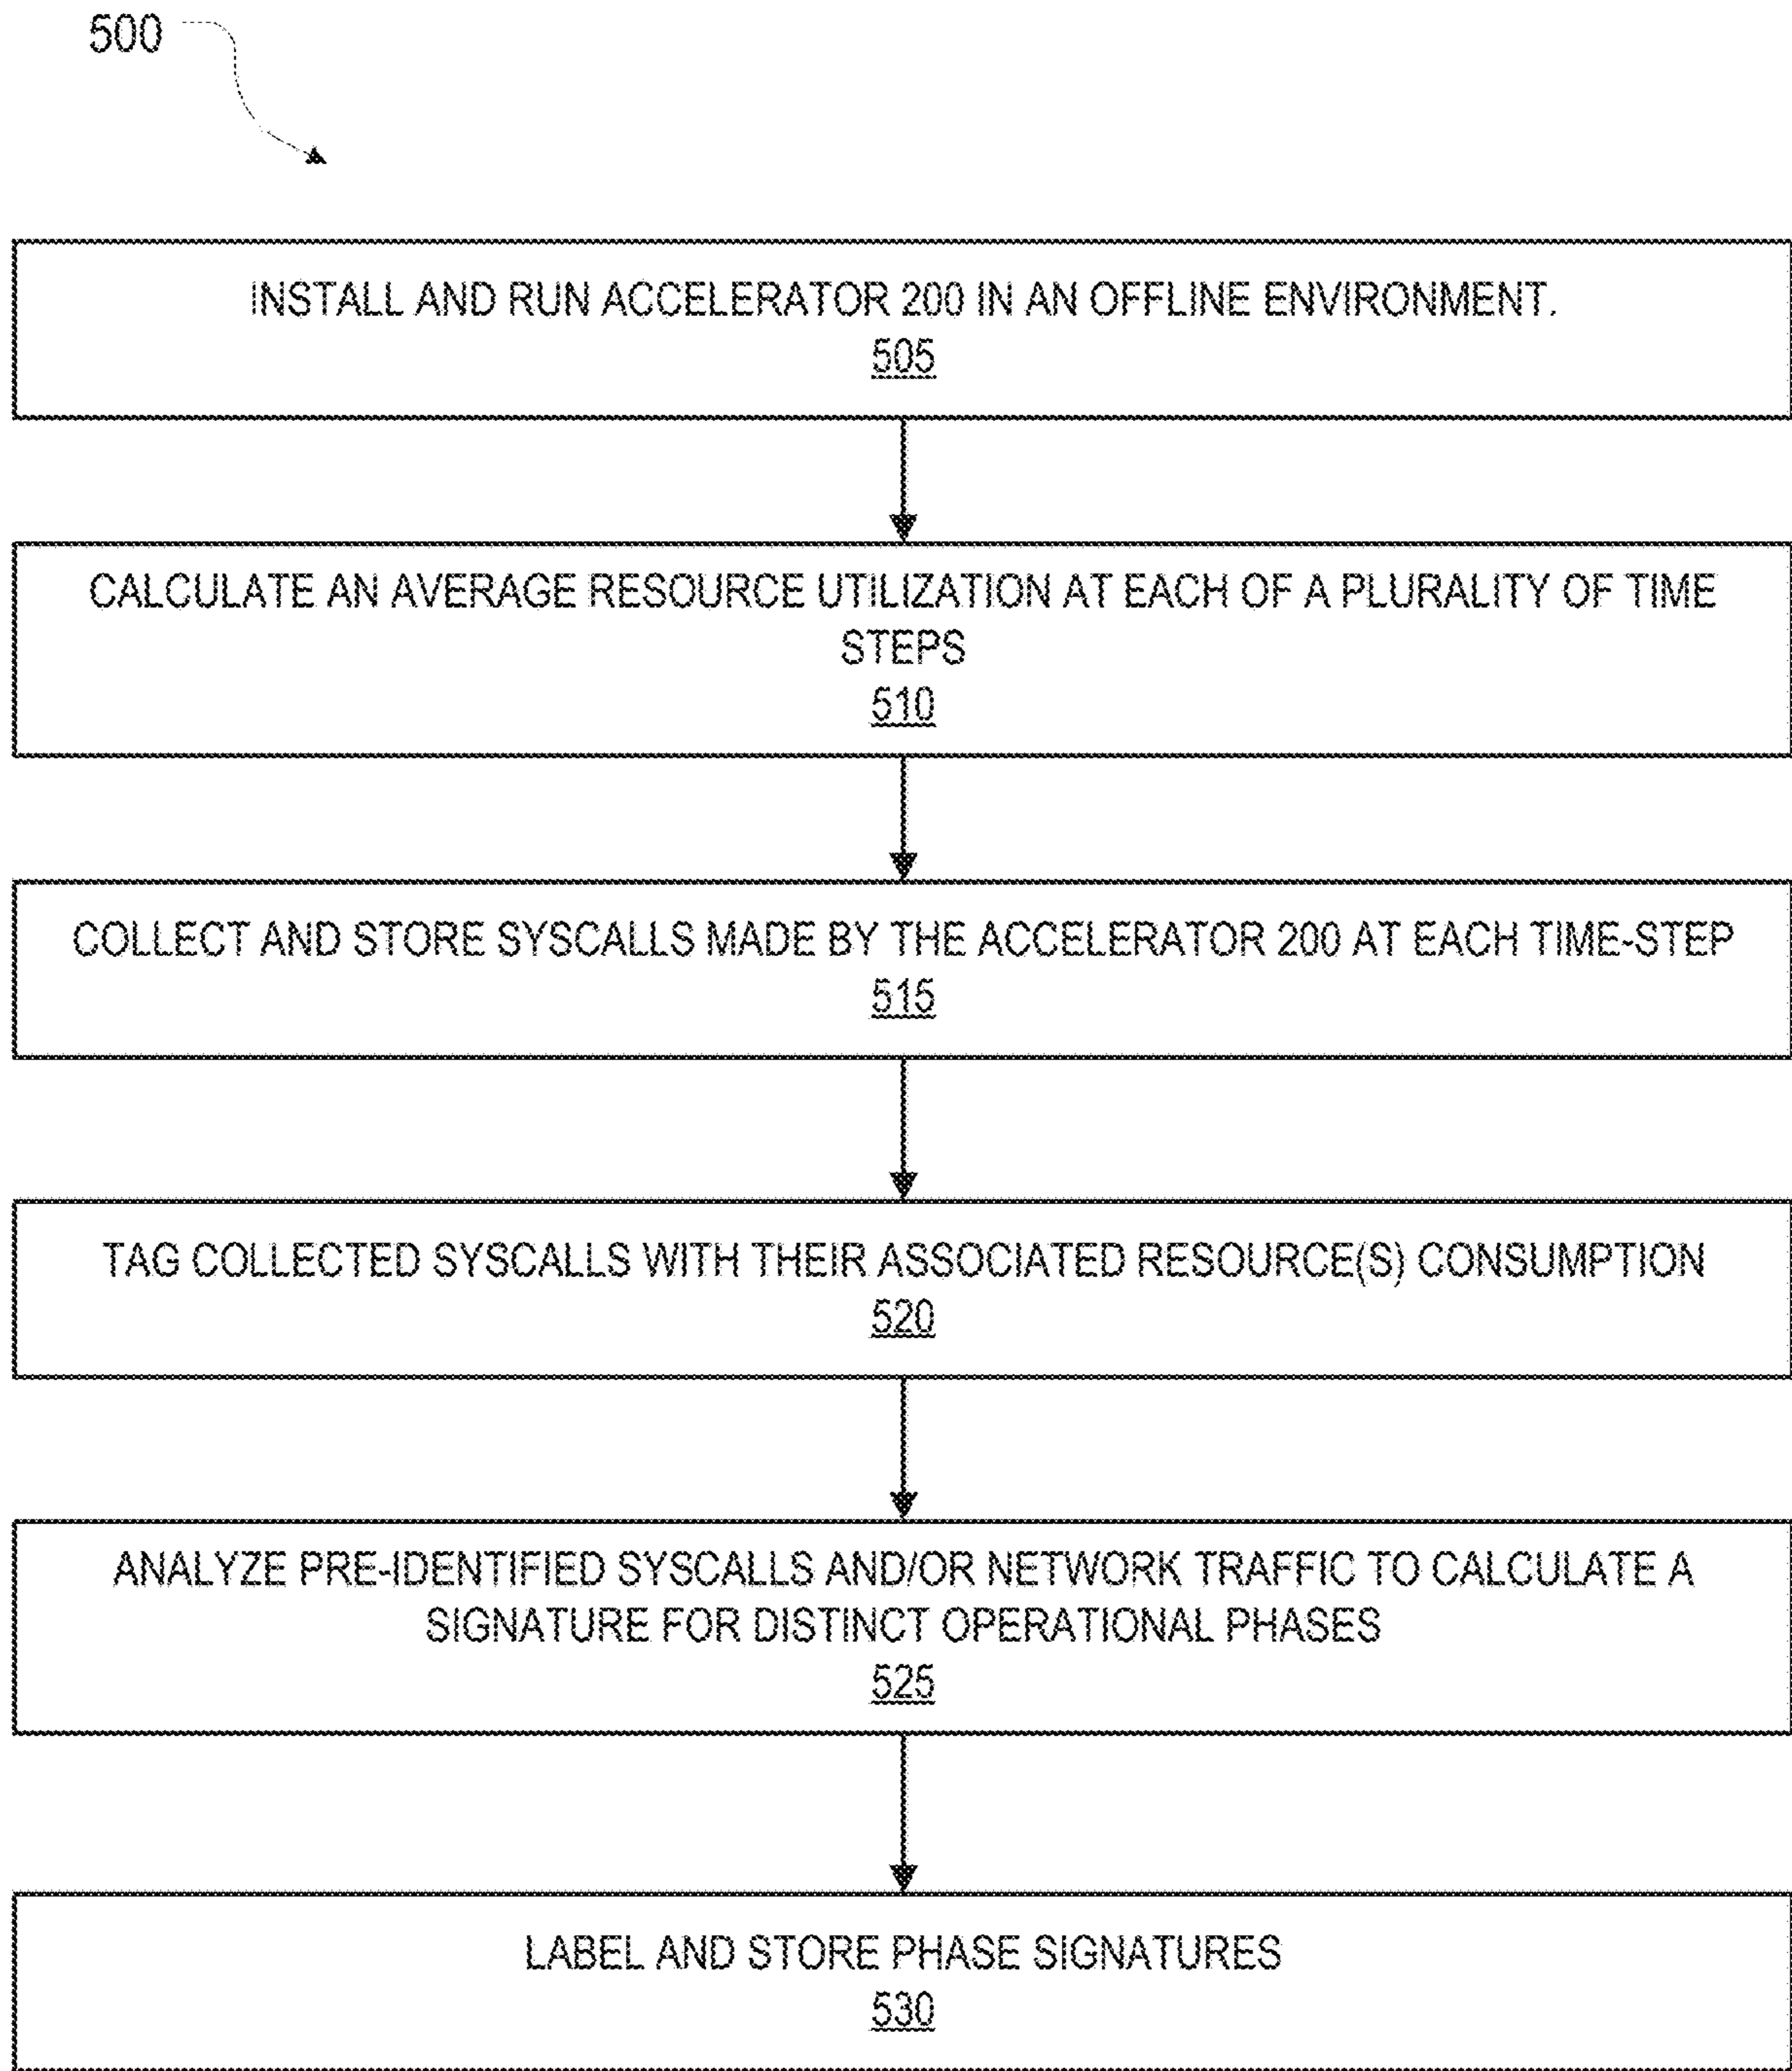 500
INSTALL AND RUN ACCELERATOR 200 IN AN OFFLINE ENVIRONMENT.
505
CALCULATE AN AVERAGE RESOURCE UTILIZATION AT EACH OF A PLURALITY OF TIME
STEPS
510
COLLECT AND STORE SYSCALLS MADE BY THE ACCELERATOR 200 AT EACH TIME-STEP
515
TAG COLLECTED SYSCALLS WITH THEIR ASSOCIATED RESOURCE(S) CONSUMPTION
520
ANALYZE PRE-IDENTIFIED SYSCALLS AND/OR NETWORK TRAFFIC TO CALCULATE A
SIGNATURE FOR DISTINCT OPERATIONAL PHASES
525
LABEL AND STORE PHASE SIGNATURES
530